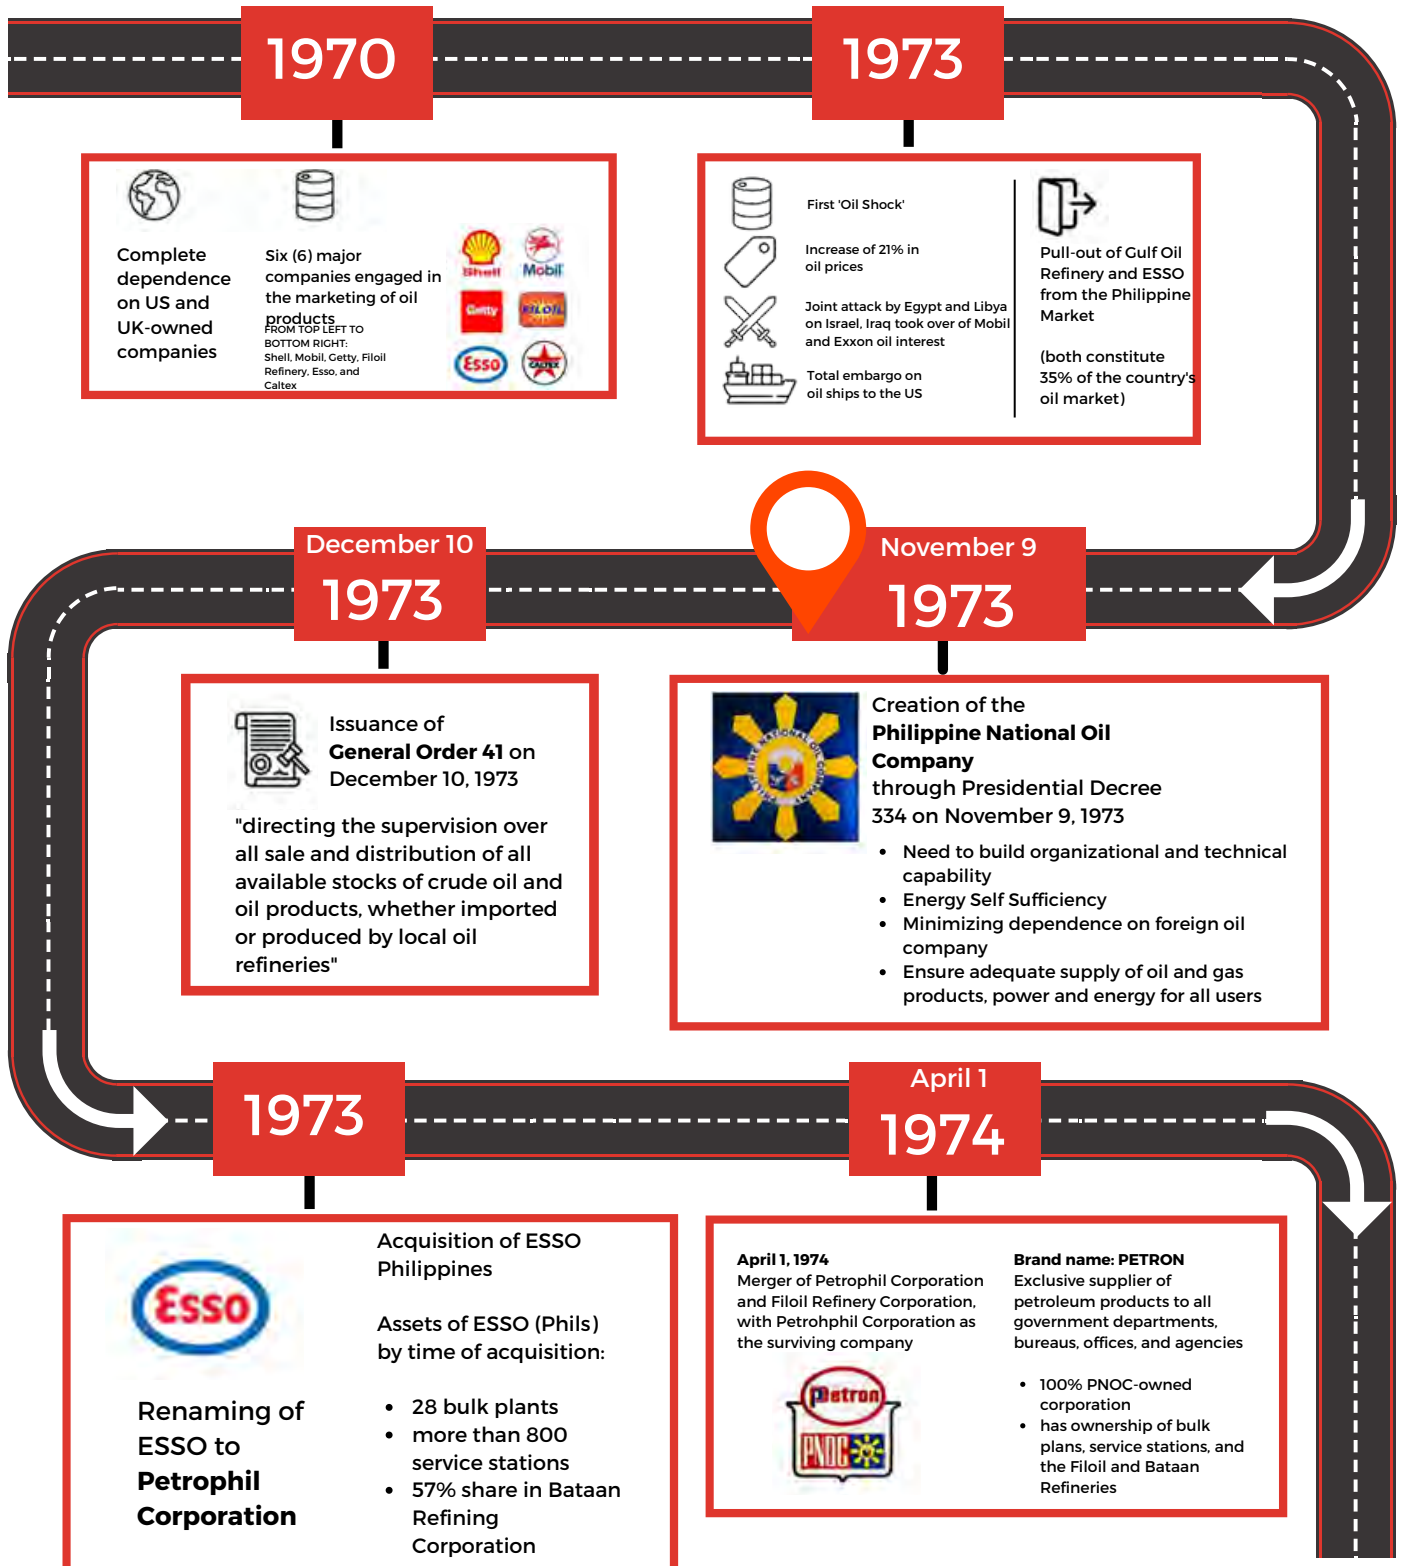 1970
1973
Complete
dependence
on US and
UK-owned
companies
Six (6) major
companies engaged in
the marketing of oil
products
FROM TOP LEFT TO
BOTTOM RIGHT:
Shell, Mobil, Getty, Filoil
Refinery, Esso, and
Caltex
Shell
Mobil
Getty
FILOIL
Esso
CALTEX
First 'Oil Shock'
Increase of 21% in
oil prices
Joint attack by Egypt and Libya
on Israel, Iraq took over of Mobil
and Exxon oil interest
Total embargo on
oil ships to the US
Pull-out of Gulf Oil
Refinery and ESSO
from the Philippine
Market
(both constitute
35% of the country's
oil market)
November 9
1973
Creation of the
Philippine National Oil
Company
through Presidential Decree
334 on November 9, 1973
• Need to build organizational and technical
capability
• Energy Self Sufficiency
• Minimizing dependence on foreign oil
company
• Ensure adequate supply of oil and gas
products, power and energy for all users
PHILIPPINE NATIONAL OIL COMPANY
December 10
1973
Issuance of
General Order 41 on
December 10, 1973
"directing the supervision over
all sale and distribution of all
available stocks of crude oil and
oil products, whether imported
or produced by local oil
refineries"
1973
Esso
Renaming of
ESSO to
Petrophil
Corporation
Acquisition of ESSO
Philippines
Assets of ESSO (Phils)
by time of acquisition:
• 28 bulk plants
• more than 800
service stations
• 57% share in Bataan
Refining
Corporation
April 1
1974
April 1, 1974
Merger of Petrophil Corporation
and Filoil Refinery Corporation,
with Petrohphil Corporation as
the surviving company
Petron
PNOC
Brand name: PETRON
Exclusive supplier of
petroleum products to all
government departments,
bureaus, offices, and agencies
• 100% PNOC-owned
corporation
• has ownership of bulk
plans, service stations, and
the Filoil and Bataan
Refineries